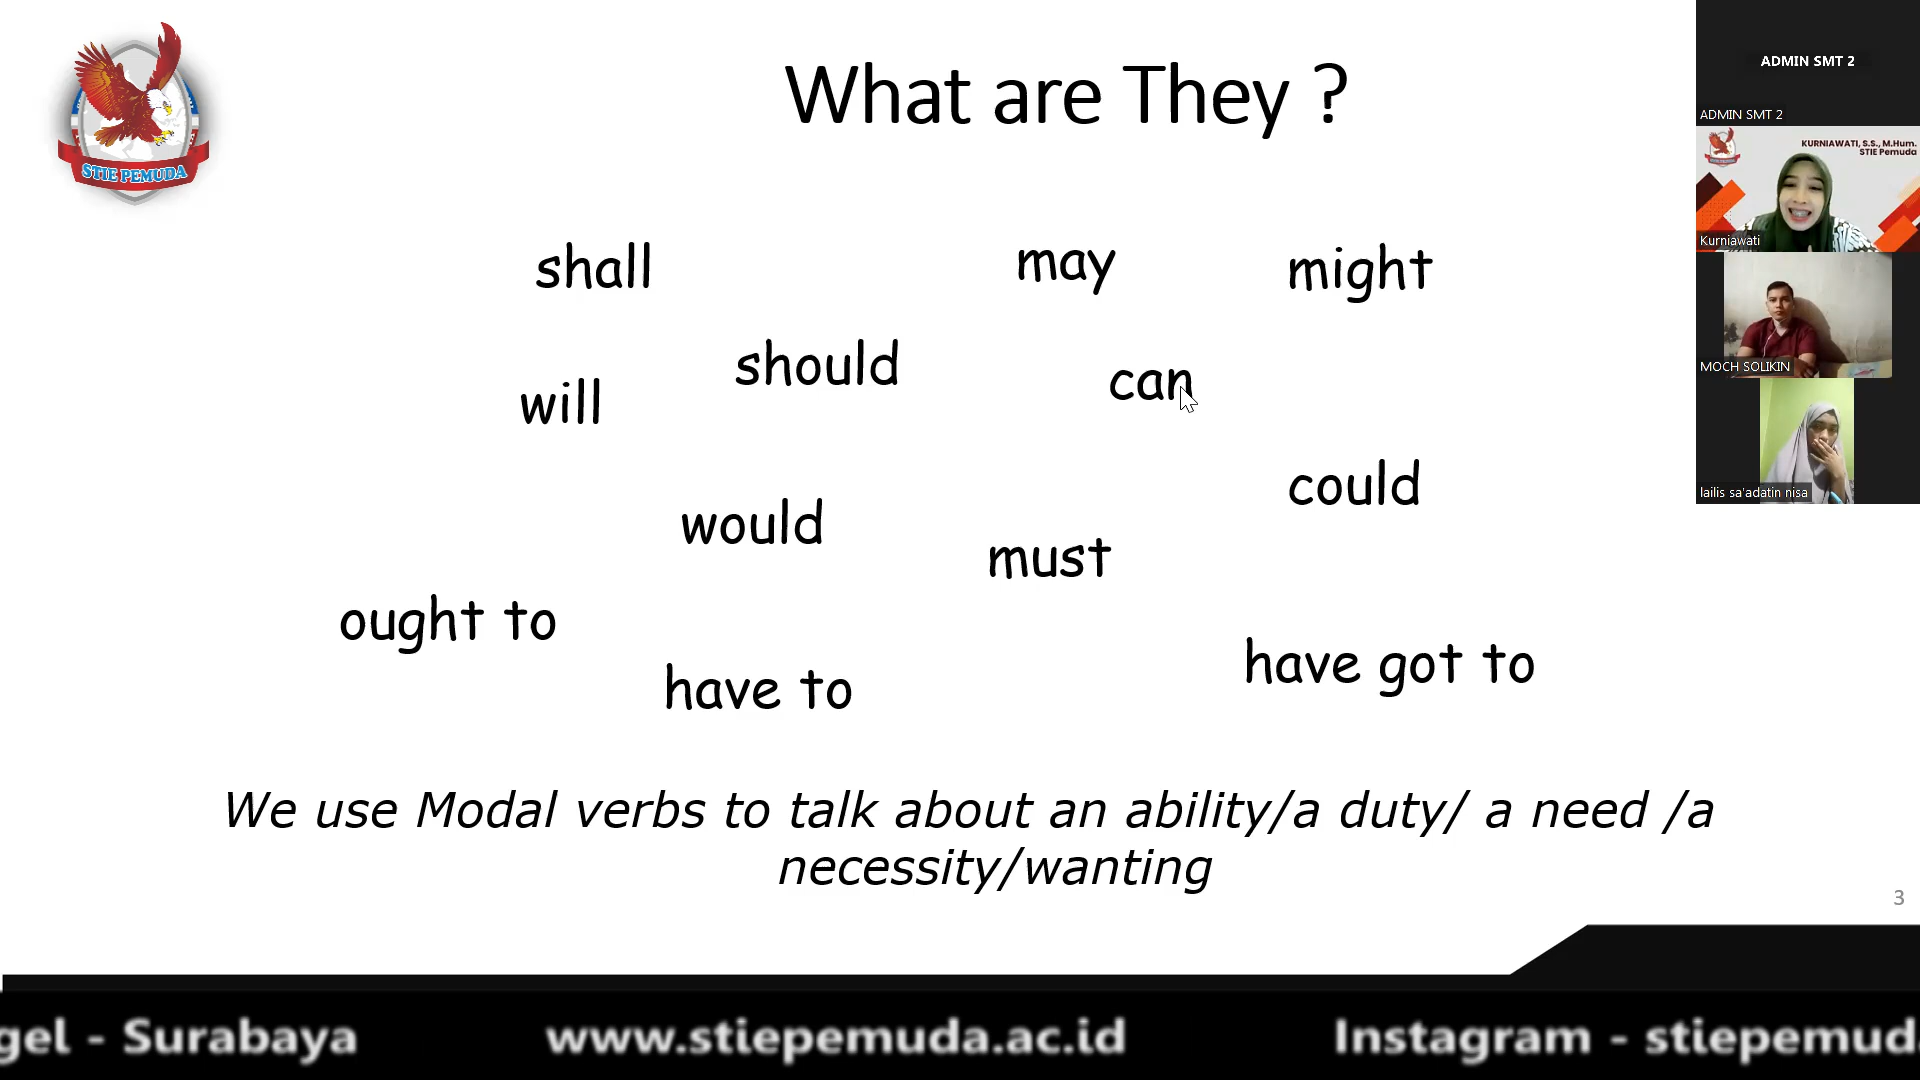 STIE PEMUDA
What are They ?
shall
may
might
should
can
will
could
would
must
ought to
have got to
have to
We use Modal verbs to talk about an ability/a duty/ a need /a
necessity/wanting
3
ADMIN SMT 2
ADMIN SMT 2
KURNIAWATI, S.S., M.Hum.
STIE Pemuda
Kurniawati
MOCH SOLIKIN
lailis sa'adatin nisa
gel - Surabaya
www.stiepemuda.ac.id
Instagram - stiepemud